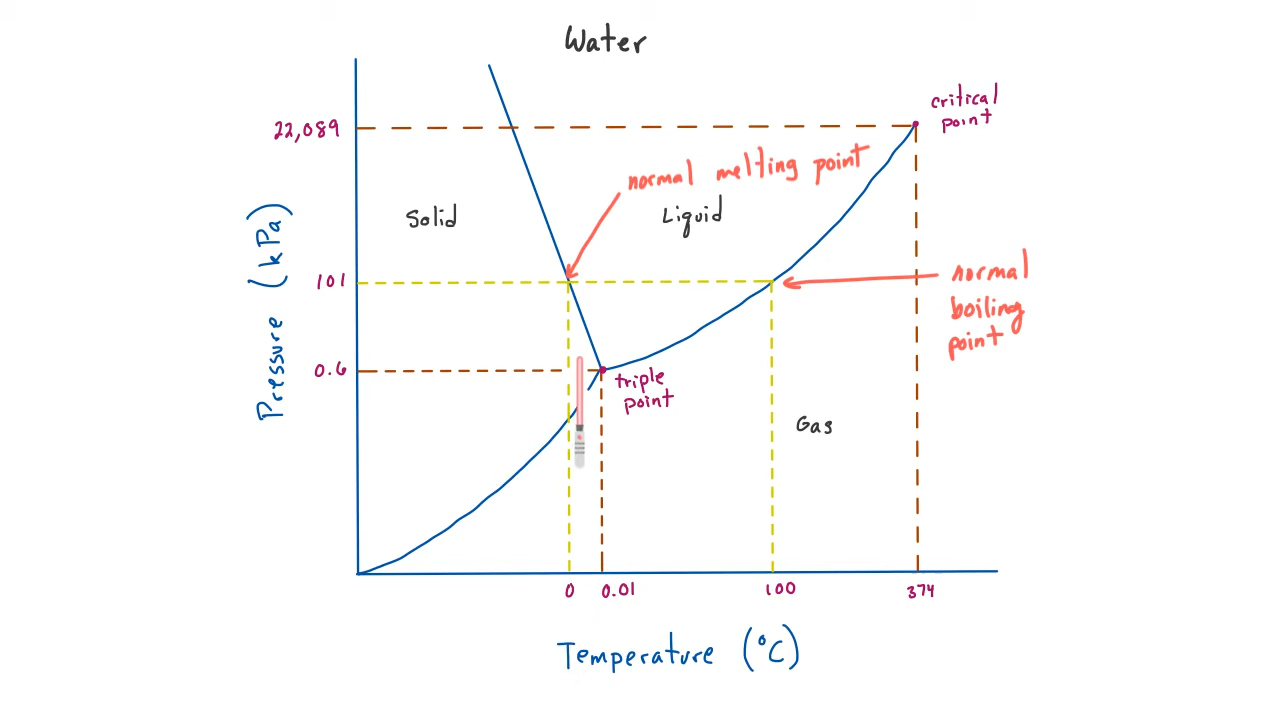 Water
critical
point
22,089
normal melting point
Solid
Liquid
Pressure (kPa)
101
normal
boiling
point
0.6
triple
point
Gas
0
0.01
100
374
Temperature (°C)